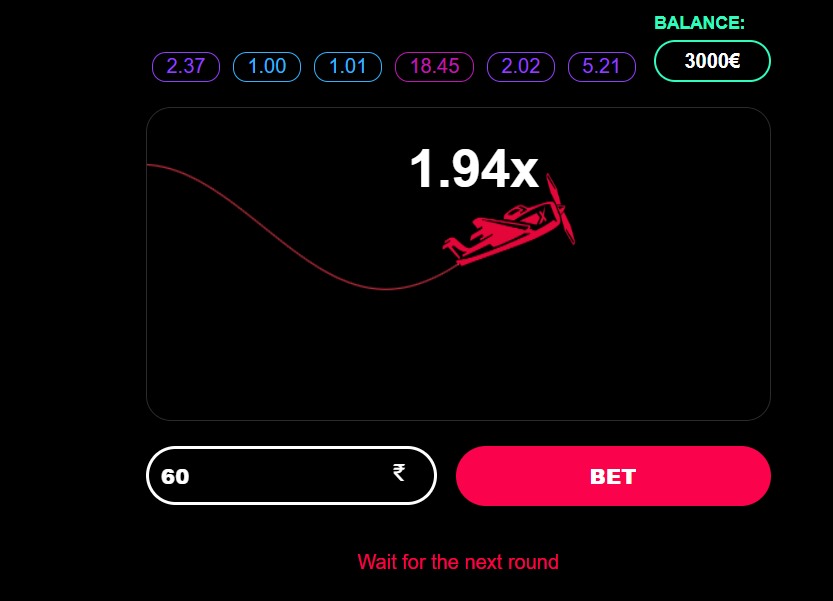 BALANCE:
2.37 1.00 1.01 18.45 2.02 5.21 3000€
1.94x
X
60 ₹ BET
Wait for the next round